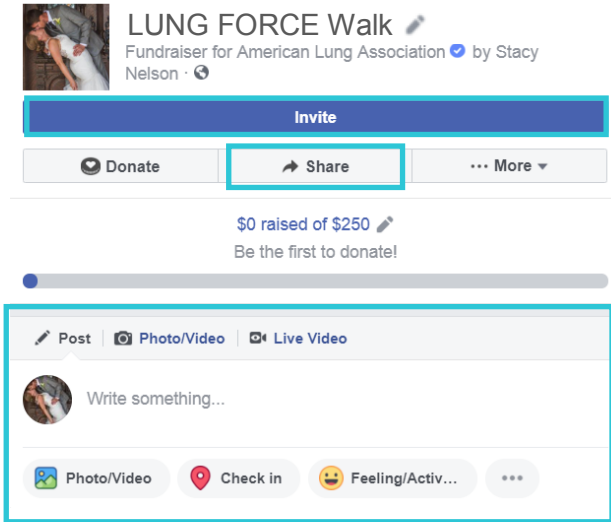 LUNG FORCE Walk
Fundraiser for American Lung Association by Stacy
Nelson ·
Invite
Donate
Share
··· More
$0 raised of $250
Be the first to donate!
Post
Photo/Video
Live Video
Write something...
Photo/Video
Check in
Feeling/Activ...